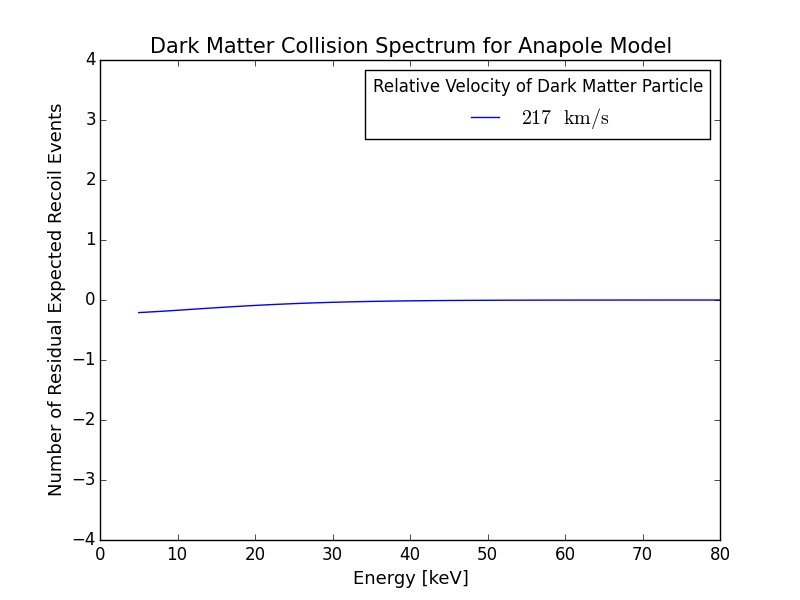 Dark Matter Collision Spectrum for Anapole Model
Relative Velocity of Dark Matter Particle
217 km/s
Number of Residual Expected Recoil Events
4
3
2
1
0
−1
−2
−3
−4
0 10 20 30 40 50 60 70 80
Energy [keV]